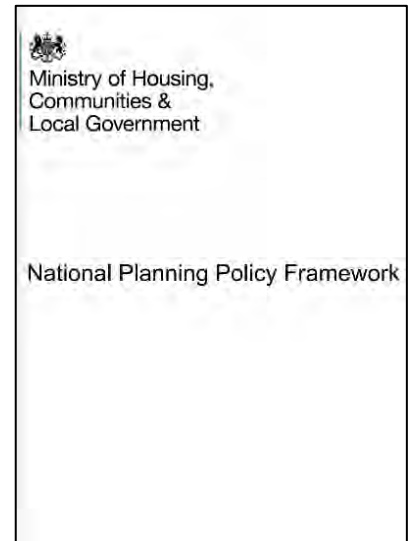 Ministry of Housing,
Communities &
Local Government
National Planning Policy Framework